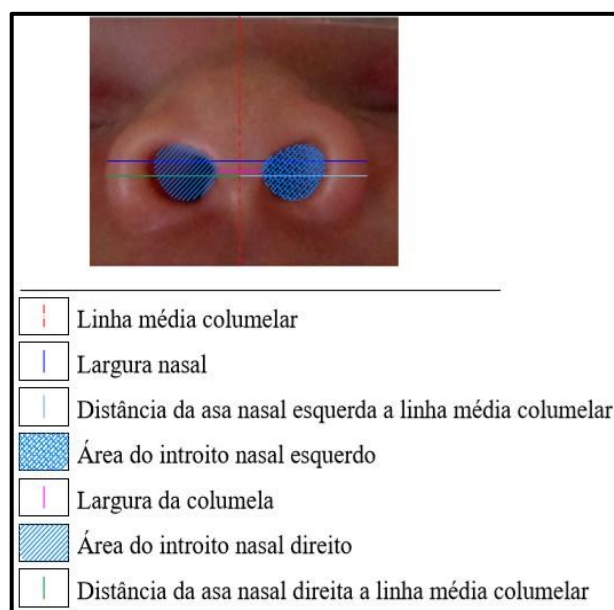 Linha média columelar
Largura nasal
Distância da asa nasal esquerda a linha média columelar
Área do introito nasal esquerdo
Largura da columela
Área do introito nasal direito
Distância da asa nasal direita a linha média columelar